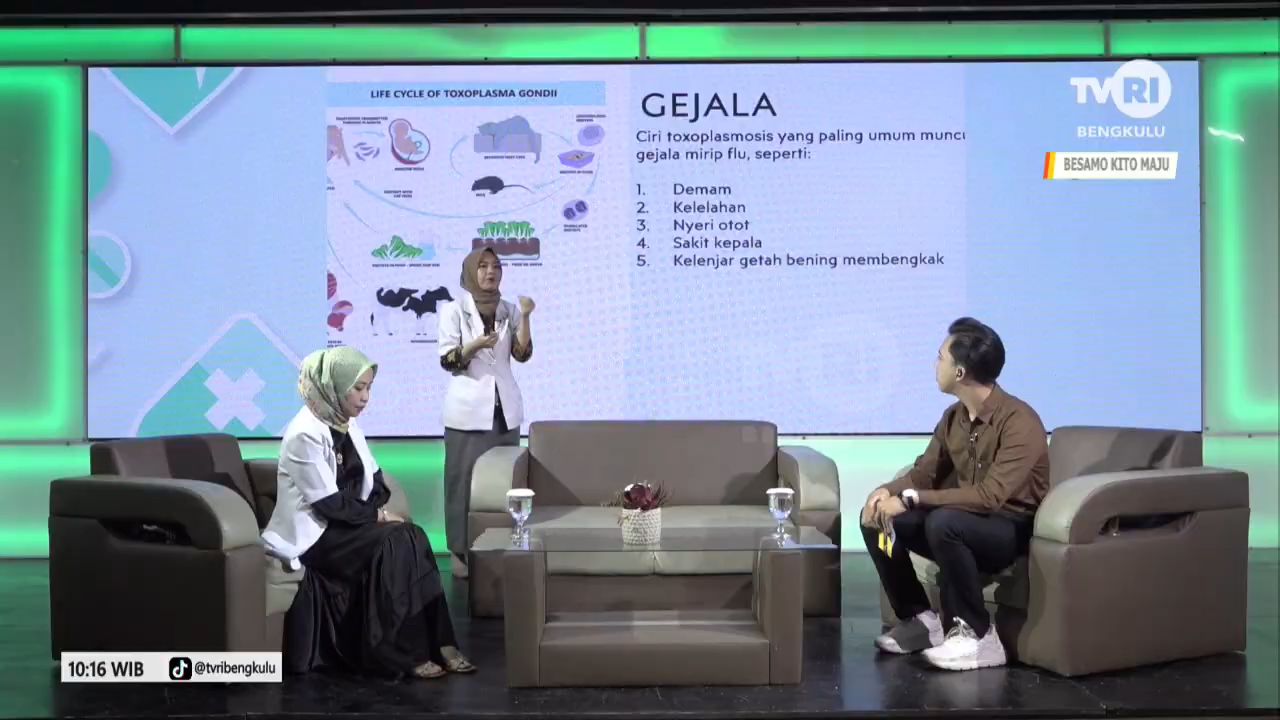 LIFE CYCLE OF TOXOPLASMA GONDII
GEJALA
Ciri toxoplasmosis yang paling umum muncu
gejala mirip flu, seperti:
1. Demam
2. Kelelahan
3. Nyeri otot
4. Sakit kepala
5. Kelenjar getah bening membengkak
TVRI
BENGKULU
BESAMO KITO MAJU
10:16 WIB
@tvribengkulu